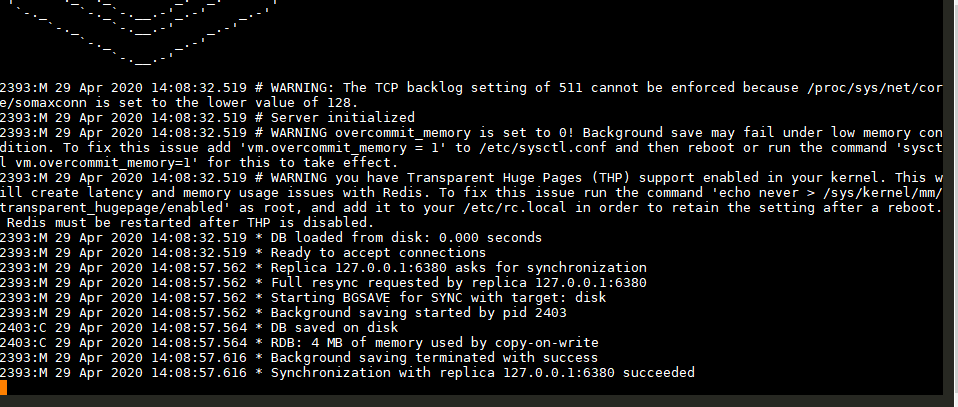 2393:M 29 Apr 2020 14:08:32.519 # WARNING: The TCP backlog setting of 511 cannot be enforced because /proc/sys/net/cor
e/somaxconn is set to the lower value of 128.
2393:M 29 Apr 2020 14:08:32.519 # Server initialized
2393:M 29 Apr 2020 14:08:32.519 # WARNING overcommit_memory is set to 0! Background save may fail under low memory con
dition. To fix this issue add 'vm.overcommit_memory = 1' to /etc/sysctl.conf and then reboot or run the command 'sysct
l vm.overcommit_memory=1' for this to take effect.
2393:M 29 Apr 2020 14:08:32.519 # WARNING you have Transparent Huge Pages (THP) support enabled in your kernel. This w
ill create latency and memory usage issues with Redis. To fix this issue run the command 'echo never > /sys/kernel/mm/
transparent_hugepage/enabled' as root, and add it to your /etc/rc.local in order to retain the setting after a reboot.
Redis must be restarted after THP is disabled.
2393:M 29 Apr 2020 14:08:32.519 * DB loaded from disk: 0.000 seconds
2393:M 29 Apr 2020 14:08:32.519 * Ready to accept connections
2393:M 29 Apr 2020 14:08:57.562 * Replica 127.0.0.1:6380 asks for synchronization
2393:M 29 Apr 2020 14:08:57.562 * Full resync requested by replica 127.0.0.1:6380
2393:M 29 Apr 2020 14:08:57.562 * Starting BGSAVE for SYNC with target: disk
2393:M 29 Apr 2020 14:08:57.562 * Background saving started by pid 2403
2403:C 29 Apr 2020 14:08:57.564 * DB saved on disk
2403:C 29 Apr 2020 14:08:57.564 * RDB: 4 MB of memory used by copy-on-write
2393:M 29 Apr 2020 14:08:57.616 * Background saving terminated with success
2393:M 29 Apr 2020 14:08:57.616 * Synchronization with replica 127.0.0.1:6380 succeeded